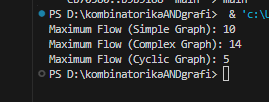 PS D:\kombinatorikaANDgrafi>  & 'c:\U
Maximum Flow (Simple Graph): 10
Maximum Flow (Complex Graph): 14
Maximum Flow (Cyclic Graph): 5
PS D:\kombinatorikaANDgrafi>